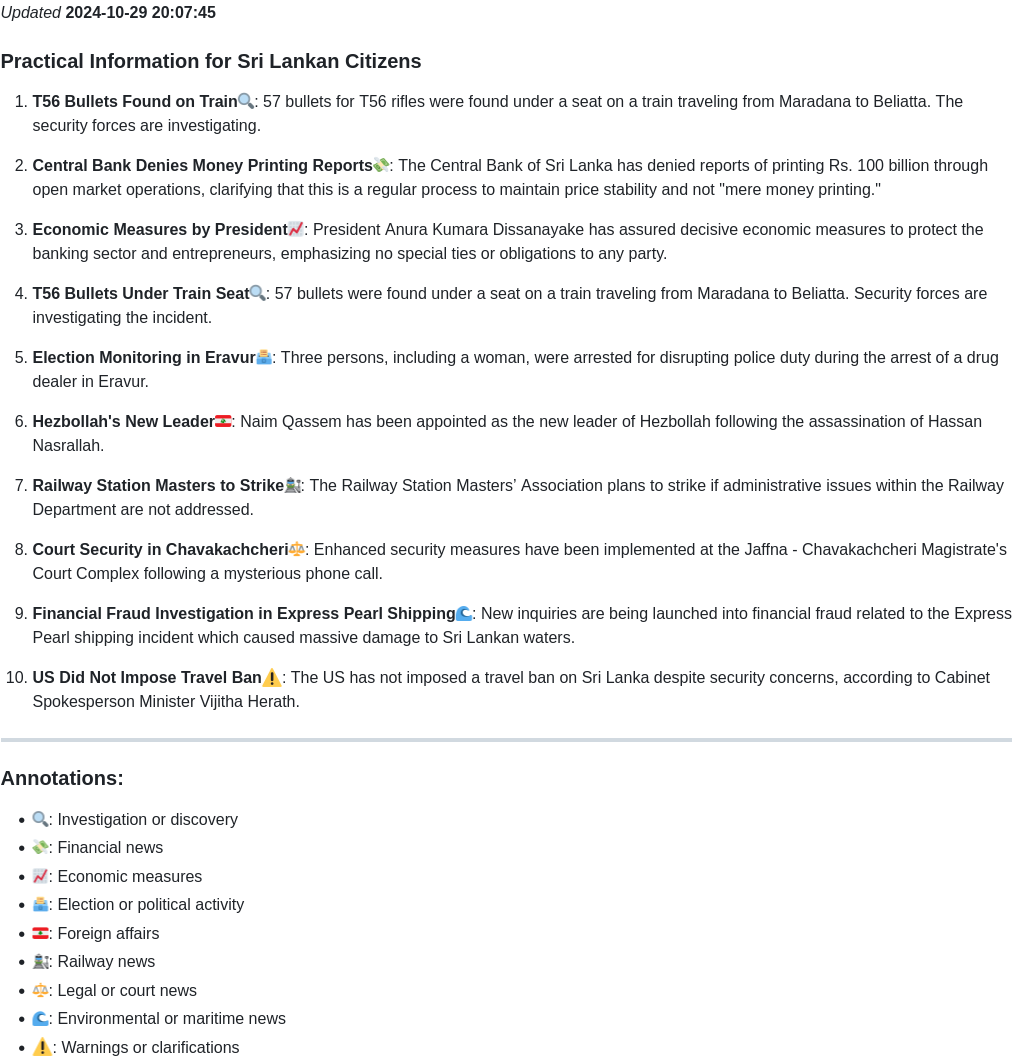 Updated 2024-10-29 20:07:45
Practical Information for Sri Lankan Citizens
1. T56 Bullets Found on Train🔍: 57 bullets for T56 rifles were found under a seat on a train traveling from Maradana to Beliatta. The
security forces are investigating.
2. Central Bank Denies Money Printing Reports💸: The Central Bank of Sri Lanka has denied reports of printing Rs. 100 billion through
open market operations, clarifying that this is a regular process to maintain price stability and not "mere money printing."
3. Economic Measures by President📈: President Anura Kumara Dissanayake has assured decisive economic measures to protect the
banking sector and entrepreneurs, emphasizing no special ties or obligations to any party.
4. T56 Bullets Under Train Seat🔍: 57 bullets were found under a seat on a train traveling from Maradana to Beliatta. Security forces are
investigating the incident.
5. Election Monitoring in Eravur🗳️: Three persons, including a woman, were arrested for disrupting police duty during the arrest of a drug
dealer in Eravur.
6. Hezbollah's New Leader🇱🇧: Naim Qassem has been appointed as the new leader of Hezbollah following the assassination of Hassan
Nasrallah.
7. Railway Station Masters to Strike🚉: The Railway Station Masters’ Association plans to strike if administrative issues within the Railway
Department are not addressed.
8. Court Security in Chavakachcheri⚖️: Enhanced security measures have been implemented at the Jaffna - Chavakachcheri Magistrate's
Court Complex following a mysterious phone call.
9. Financial Fraud Investigation in Express Pearl Shipping🌊: New inquiries are being launched into financial fraud related to the Express
Pearl shipping incident which caused massive damage to Sri Lankan waters.
10. US Did Not Impose Travel Ban⚠️: The US has not imposed a travel ban on Sri Lanka despite security concerns, according to Cabinet
Spokesperson Minister Vijitha Herath.
Annotations:
• 🔍: Investigation or discovery
• 💸: Financial news
• 📈: Economic measures
• 🗳️: Election or political activity
• 🇱🇧: Foreign affairs
• 🚉: Railway news
• ⚖️: Legal or court news
• 🌊: Environmental or maritime news
• ⚠️: Warnings or clarifications